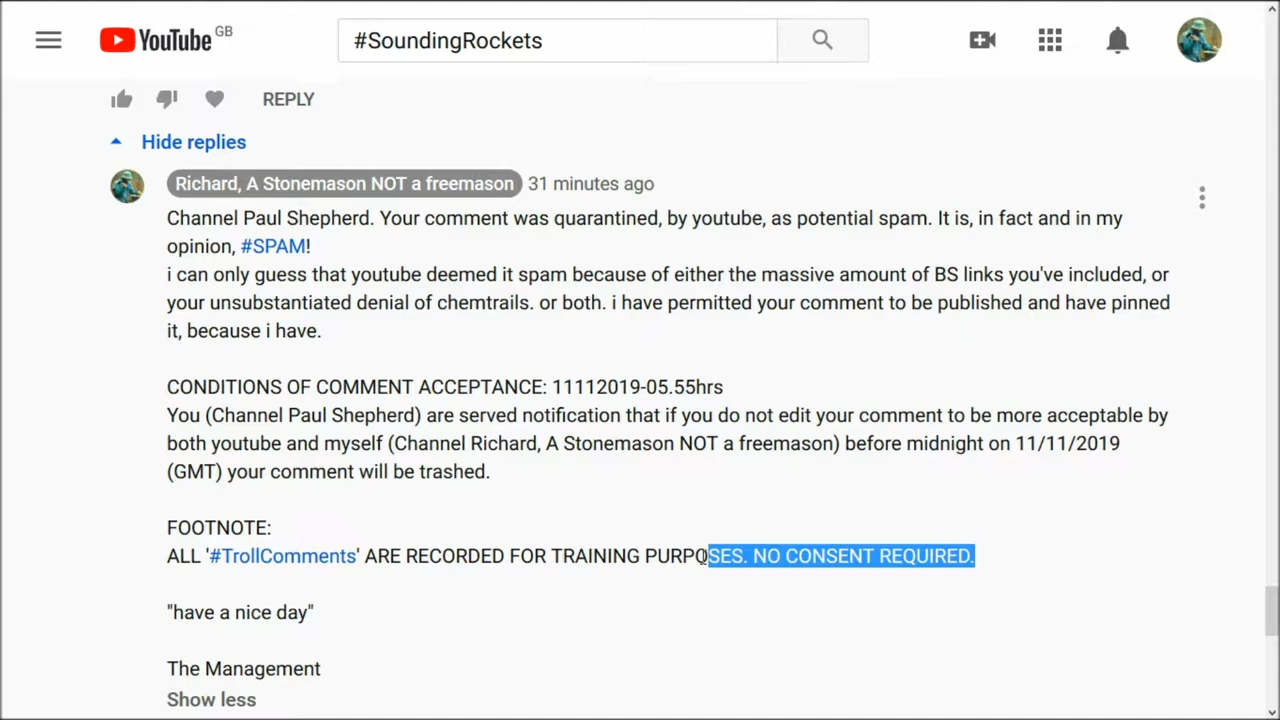 YouTube GB
#SoundingRockets
REPLY
Hide replies
Richard, A Stonemason NOT a freemason 31 minutes ago
Channel Paul Shepherd. Your comment was quarantined, by youtube, as potential spam. It is, in fact and in my
opinion, #SPAM!
i can only guess that youtube deemed it spam because of either the massive amount of BS links you've included, or
your unsubstantiated denial of chemtrails. or both. i have permitted your comment to be published and have pinned
it, because i have.
CONDITIONS OF COMMENT ACCEPTANCE: 11112019-05.55hrs
You (Channel Paul Shepherd) are served notification that if you do not edit your comment to be more acceptable by
both youtube and myself (Channel Richard, A Stonemason NOT a freemason) before midnight on 11/11/2019
(GMT) your comment will be trashed.
FOOTNOTE:
ALL '#TrollComments' ARE RECORDED FOR TRAINING PURPOSES. NO CONSENT REQUIRED.
"have a nice day"
The Management
Show less